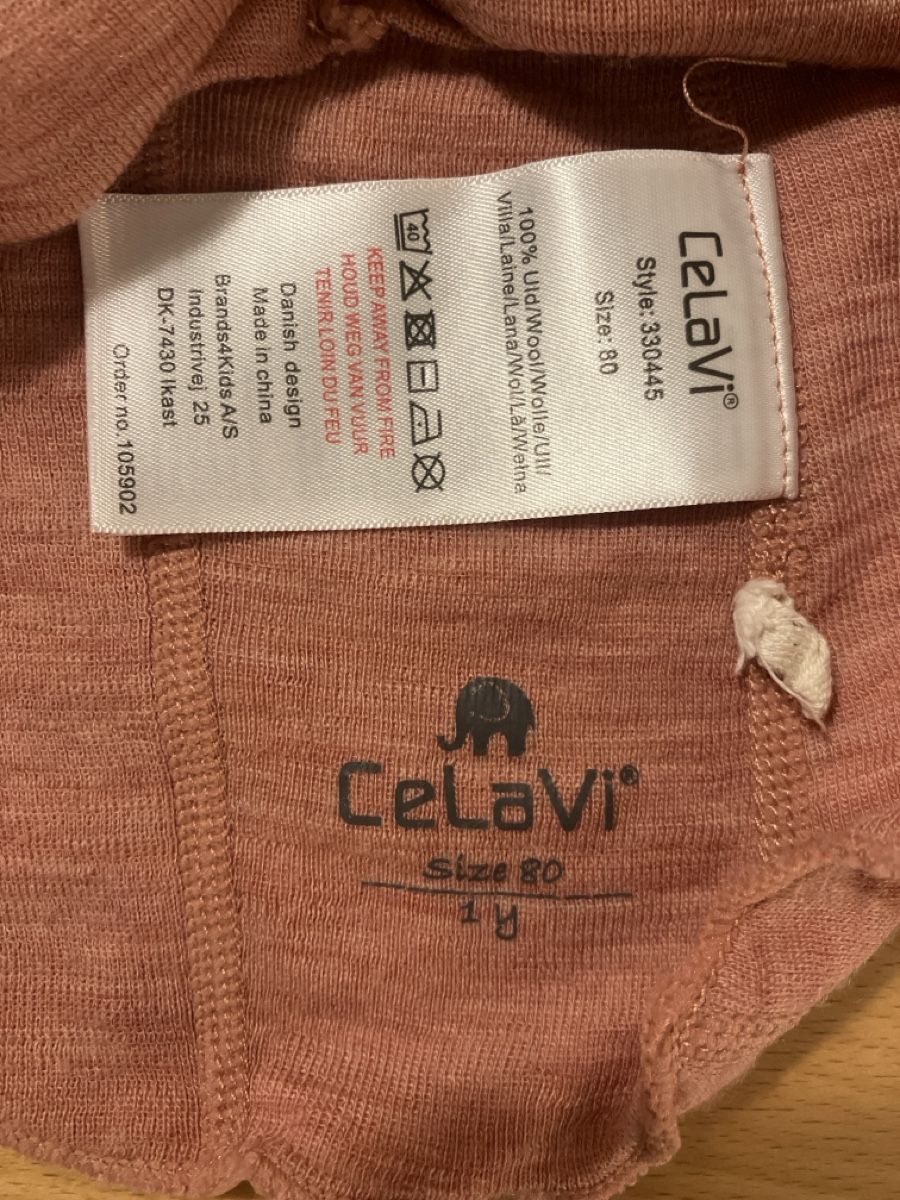 CeLaVi®
Style: 330445
Size: 80
100% Uld/Wool/Wolle/Ull/
Villa/Laine/Lana/Wol/Lã/Wełna
40
KEEP AWAY FROM FIRE
HOUD WEG VAN VUUR
TENIR LOIN DU FEU
Danish design
Made in china
Brands4Kids A/S
Industrivej 25
DK-7430 Ikast
Order no. 105902
CeLaVi®
Size 80
1 y